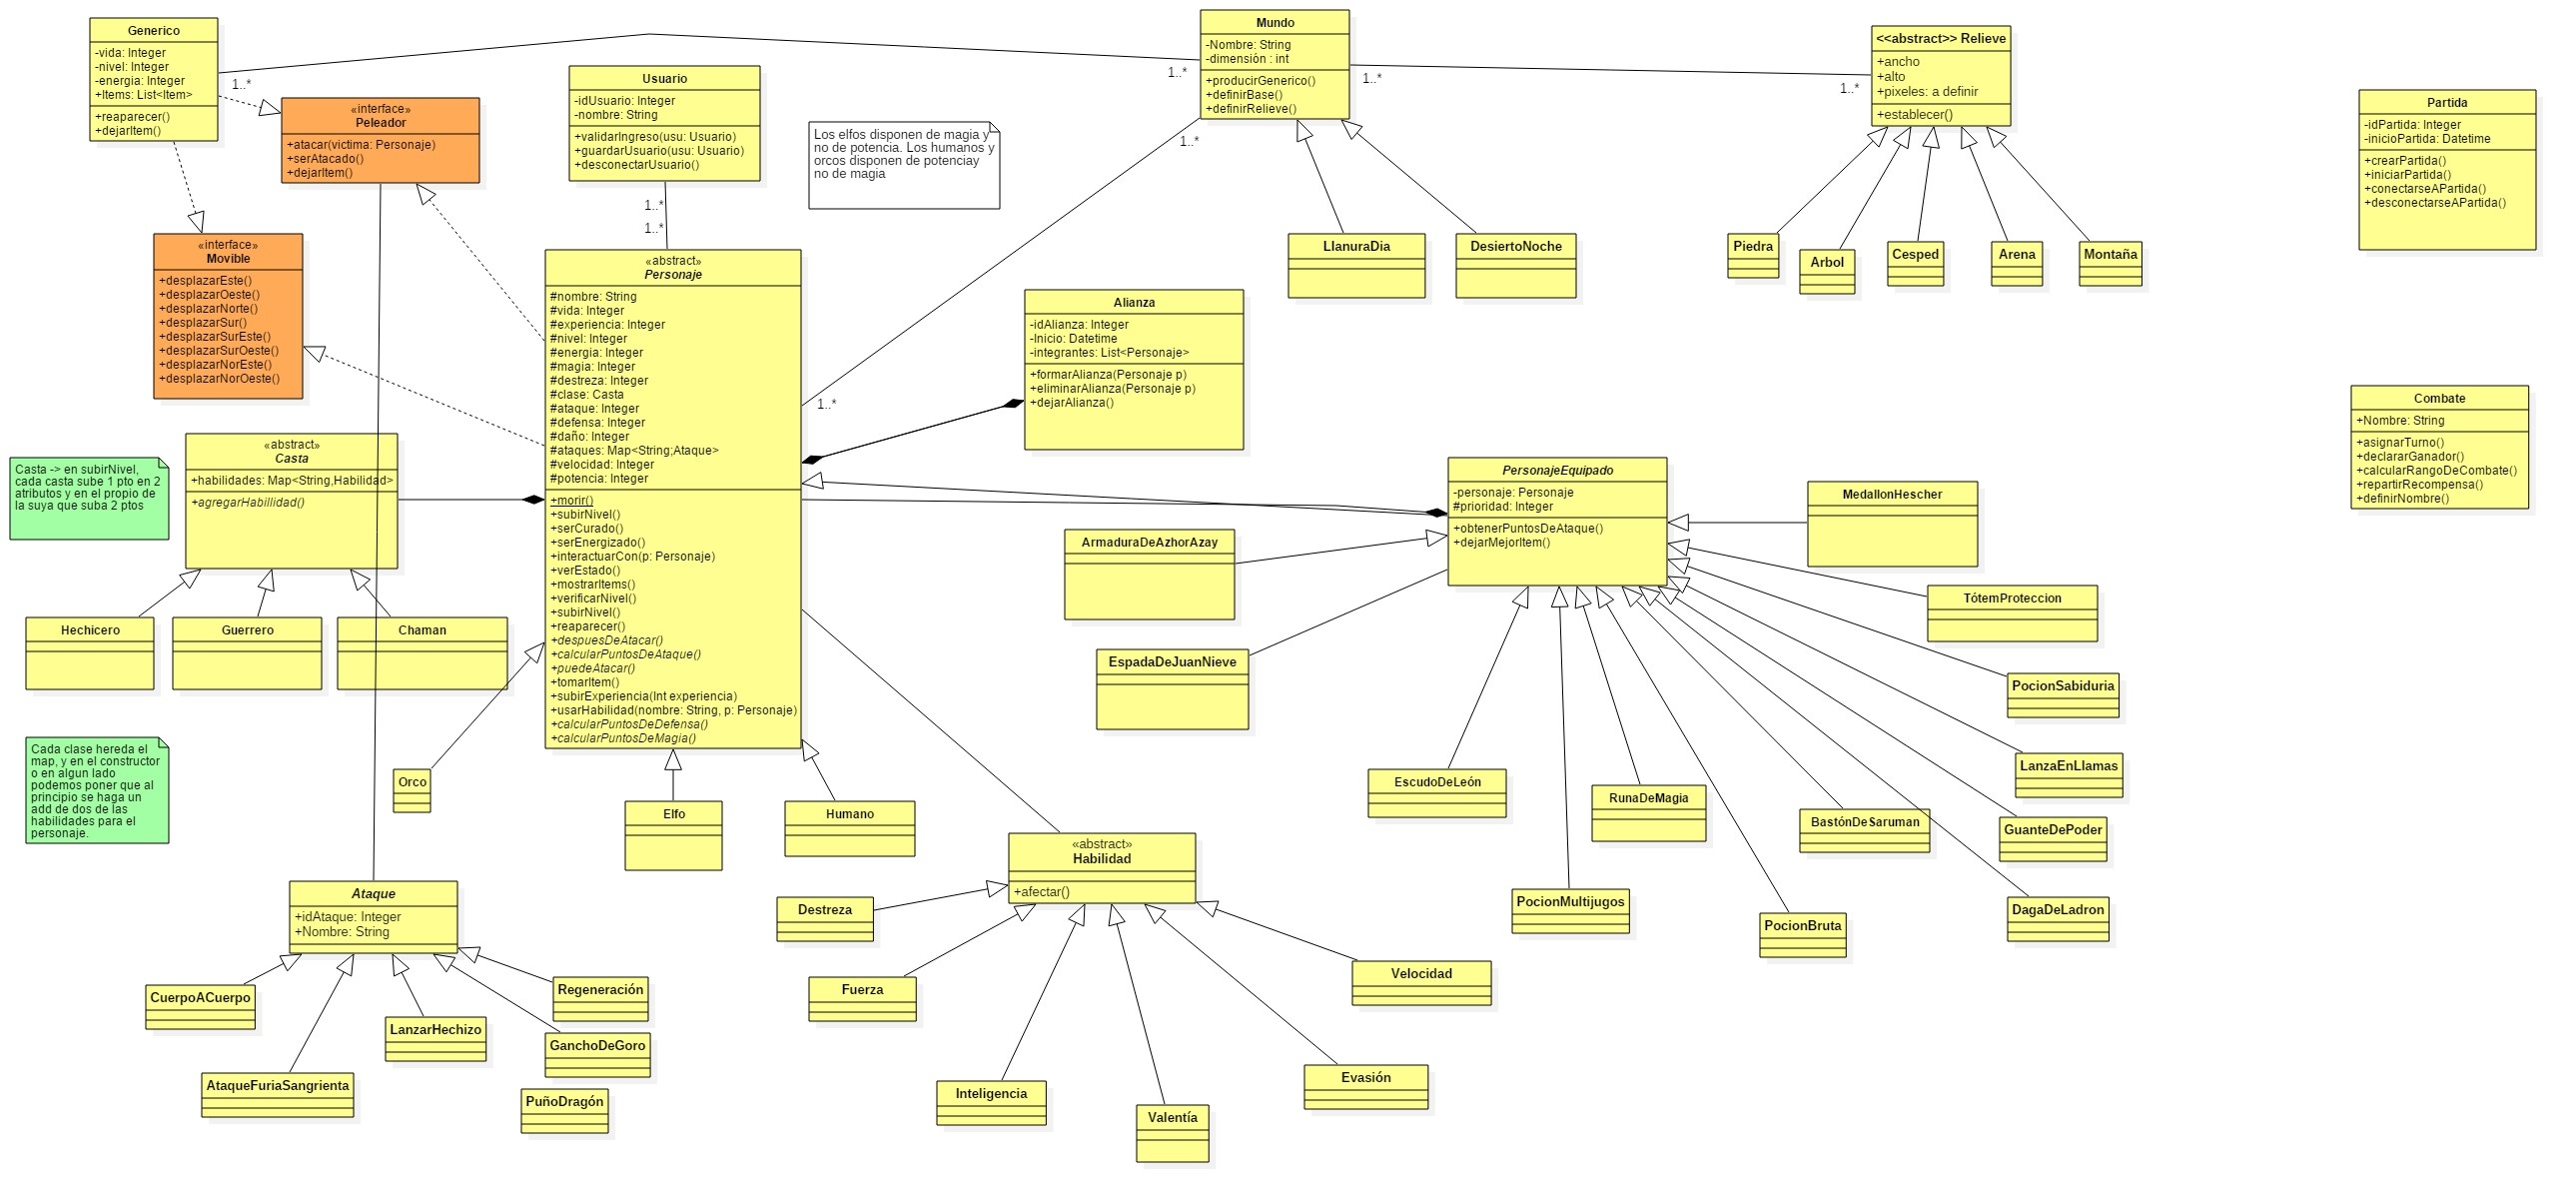 Generico
-vida: Integer
-nivel: Integer
-energia: Integer
+Items: List<Item>
+reaparecer()
+dejarItem()
1..*
«interface»
Peleador
+atacar(victima: Personaje)
+serAtacado()
+dejarItem()
«interface»
Movible
+desplazarEste()
+desplazarOeste()
+desplazarNorte()
+desplazarSur()
+desplazarSurEste()
+desplazarSurOeste()
+desplazarNorEste()
+desplazarNorOeste()
Usuario
-idUsuario: Integer
-nombre: String
+validarIngreso(usu: Usuario)
+guardarUsuario(usu: Usuario)
+desconectarUsuario()
1..*
1..*
Los elfos disponen de magia y
no de potencia. Los humanos y
orcos disponen de potenciay
no de magia
Mundo
-Nombre: String
-dimensión : int
+producirGenerico()
+definirBase()
+definirRelieve()
1..*
1..*
1..*
1..*
1..*
<<abstract>> Relieve
+ancho
+alto
+pixeles: a definir
+establecer()
LlanuraDia
DesiertoNoche
Piedra
Arbol
Cesped
Arena
Montaña
Partida
-idPartida: Integer
-inicioPartida: Datetime
+crearPartida()
+iniciarPartida()
+conectarseAPartida()
+desconectarseAPartida()
Combate
+Nombre: String
+asignarTurno()
+declararGanador()
+calcularRangoDeCombate()
+repartirRecompensa()
+definirNombre()
«abstract»
Personaje
#nombre: String
#vida: Integer
#experiencia: Integer
#nivel: Integer
#energia: Integer
#magia: Integer
#destreza: Integer
#clase: Casta
#ataque: Integer
#defensa: Integer
#daño: Integer
#ataques: Map<String;Ataque>
#velocidad: Integer
#potencia: Integer
+morir()
+subirNivel()
+serCurado()
+serEnergizado()
+interactuarCon(p: Personaje)
+verEstado()
+mostrarItems()
+verificarNivel()
+subirNivel()
+reaparecer()
+despuesDeAtacar()
+calcularPuntosDeAtaque()
+puedeAtacar()
+tomarItem()
+subirExperiencia(Int experiencia)
+usarHabilidad(nombre: String, p: Personaje)
+calcularPuntosDeDefensa()
+calcularPuntosDeMagia()
Alianza
-idAlianza: Integer
-Inicio: Datetime
-integrantes: List<Personaje>
+formarAlianza(Personaje p)
+eliminarAlianza(Personaje p)
+dejarAlianza()
Casta -> en subirNivel,
cada casta sube 1 pto en 2
atributos y en el propio de
la suya que suba 2 ptos
«abstract»
Casta
+habilidades: Map<String,Habilidad>
+agregarHabillidad()
Hechicero
Guerrero
Chaman
Cada clase hereda el
map, y en el constructor
o en algun lado
podemos poner que al
principio se haga un
add de dos de las
habilidades para el
personaje.
Orco
Elfo
Humano
PersonajeEquipado
-personaje: Personaje
#prioridad: Integer
+obtenerPuntosDeAtaque()
+dejarMejorItem()
MedallonHescher
ArmaduraDeAzhorAzay
EspadaDeJuanNieve
TótemProteccion
PocionSabiduria
LanzaEnLlamas
GuanteDePoder
DagaDeLadron
BastónDeSaruman
PocionBruta
RunaDeMagia
PocionMultijugos
EscudoDeLeón
«abstract»
Habilidad
+afectar()
Destreza
Fuerza
Inteligencia
Valentía
Evasión
Velocidad
Ataque
+idAtaque: Integer
+Nombre: String
CuerpoACuerpo
AtaqueFuriaSangrienta
LanzarHechizo
Regeneración
GanchoDeGoro
PuñoDragón